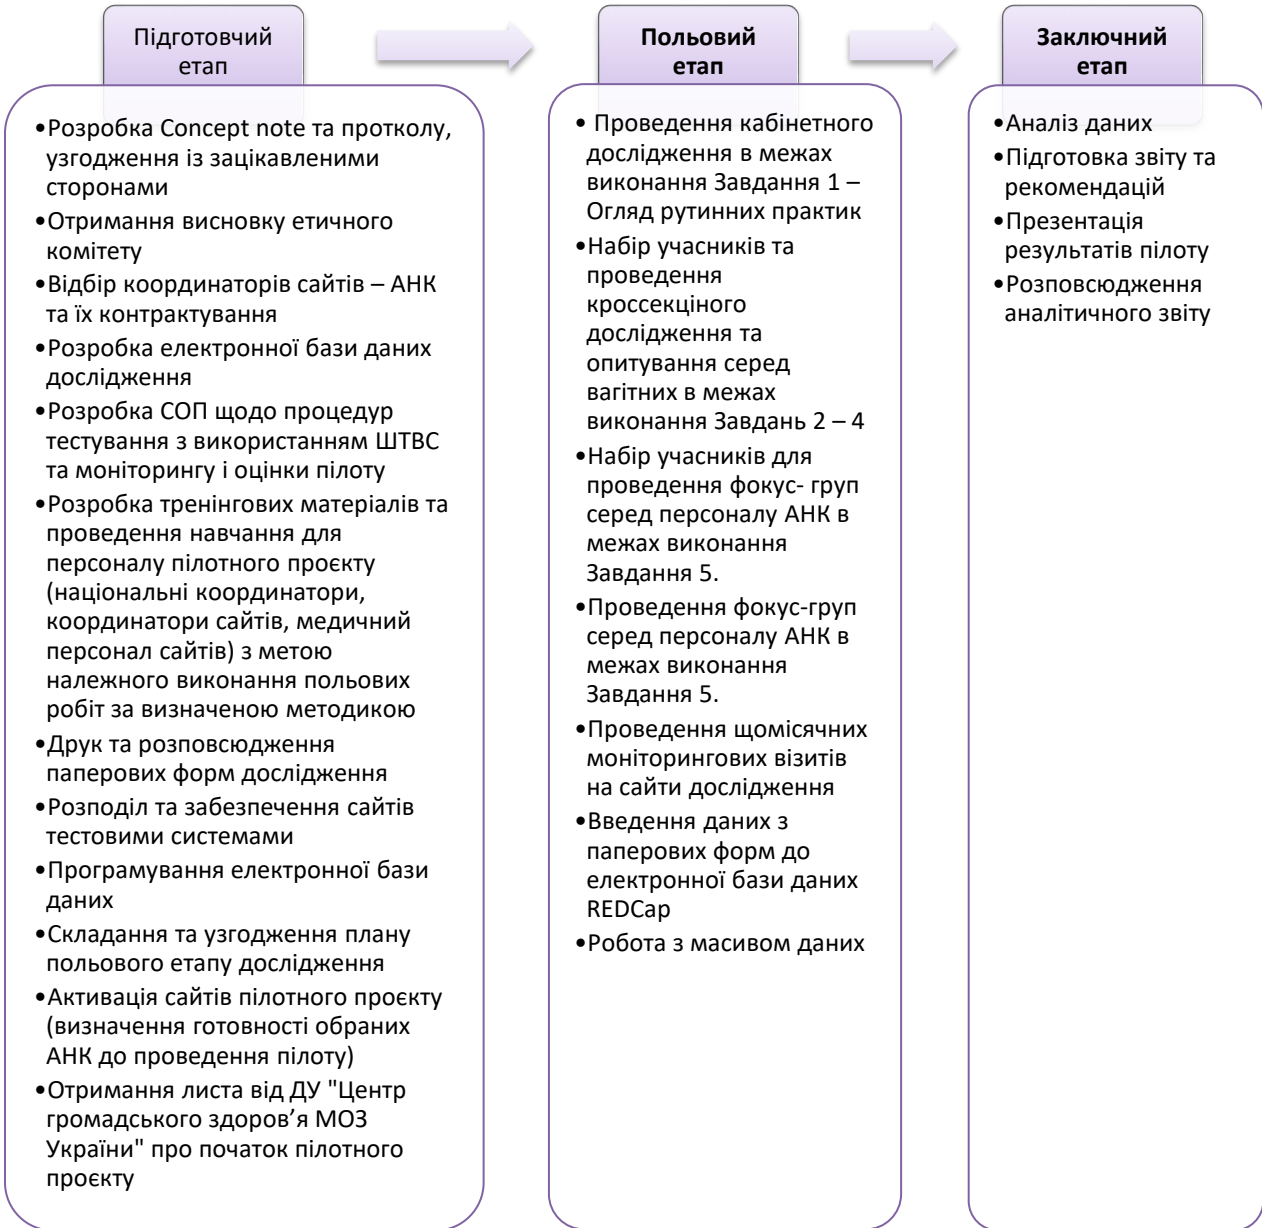 Підготовчий
етап
•Розробка Concept note та протколу,
узгодження із зацікавленими
сторонами
•Отримання висновку етичного
комітету
•Відбір координаторів сайтів – АНК
та їх контрактування
•Розробка електронної бази даних
дослідження
•Розробка СОП щодо процедур
тестування з використанням ШТВС
та моніторингу і оцінки пілоту
•Розробка тренінгових матеріалів та
проведення навчання для
персоналу пілотного проєкту
(національні координатори,
координатори сайтів, медичний
персонал сайтів) з метою
належного виконання польових
робіт за визначеною методикою
•Друк та розповсюдження
паперових форм дослідження
•Розподіл та забезпечення сайтів
тестовими системами
•Програмування електронної бази
даних
•Складання та узгодження плану
польового етапу дослідження
•Активація сайтів пілотного проєкту
(визначення готовності обраних
АНК до проведення пілоту)
•Отримання листа від ДУ "Центр
громадського здоров’я МОЗ
України" про початок пілотного
проєкту
Польовий
етап
• Проведення кабінетного
дослідження в межах
виконання Завдання 1 –
Огляд рутинних практик
•Набір учасників та
проведення
кроссекціного
дослідження та
опитування серед
вагітних в межах
виконання Завдань 2 – 4
•Набір учасників для
проведення фокус- груп
серед персоналу АНК в
межах виконання
Завдання 5.
•Проведення фокус-груп
серед персоналу АНК в
межах виконання
Завдання 5.
•Проведення щомісячних
моніторингових візитів
на сайти дослідження
•Введення даних з
паперових форм до
електронної бази даних
REDCap
•Робота з масивом даних
Заключний
етап
•Аналіз даних
•Підготовка звіту та
рекомендацій
•Презентація
результатів пілоту
•Розповсюдження
аналітичного звіту